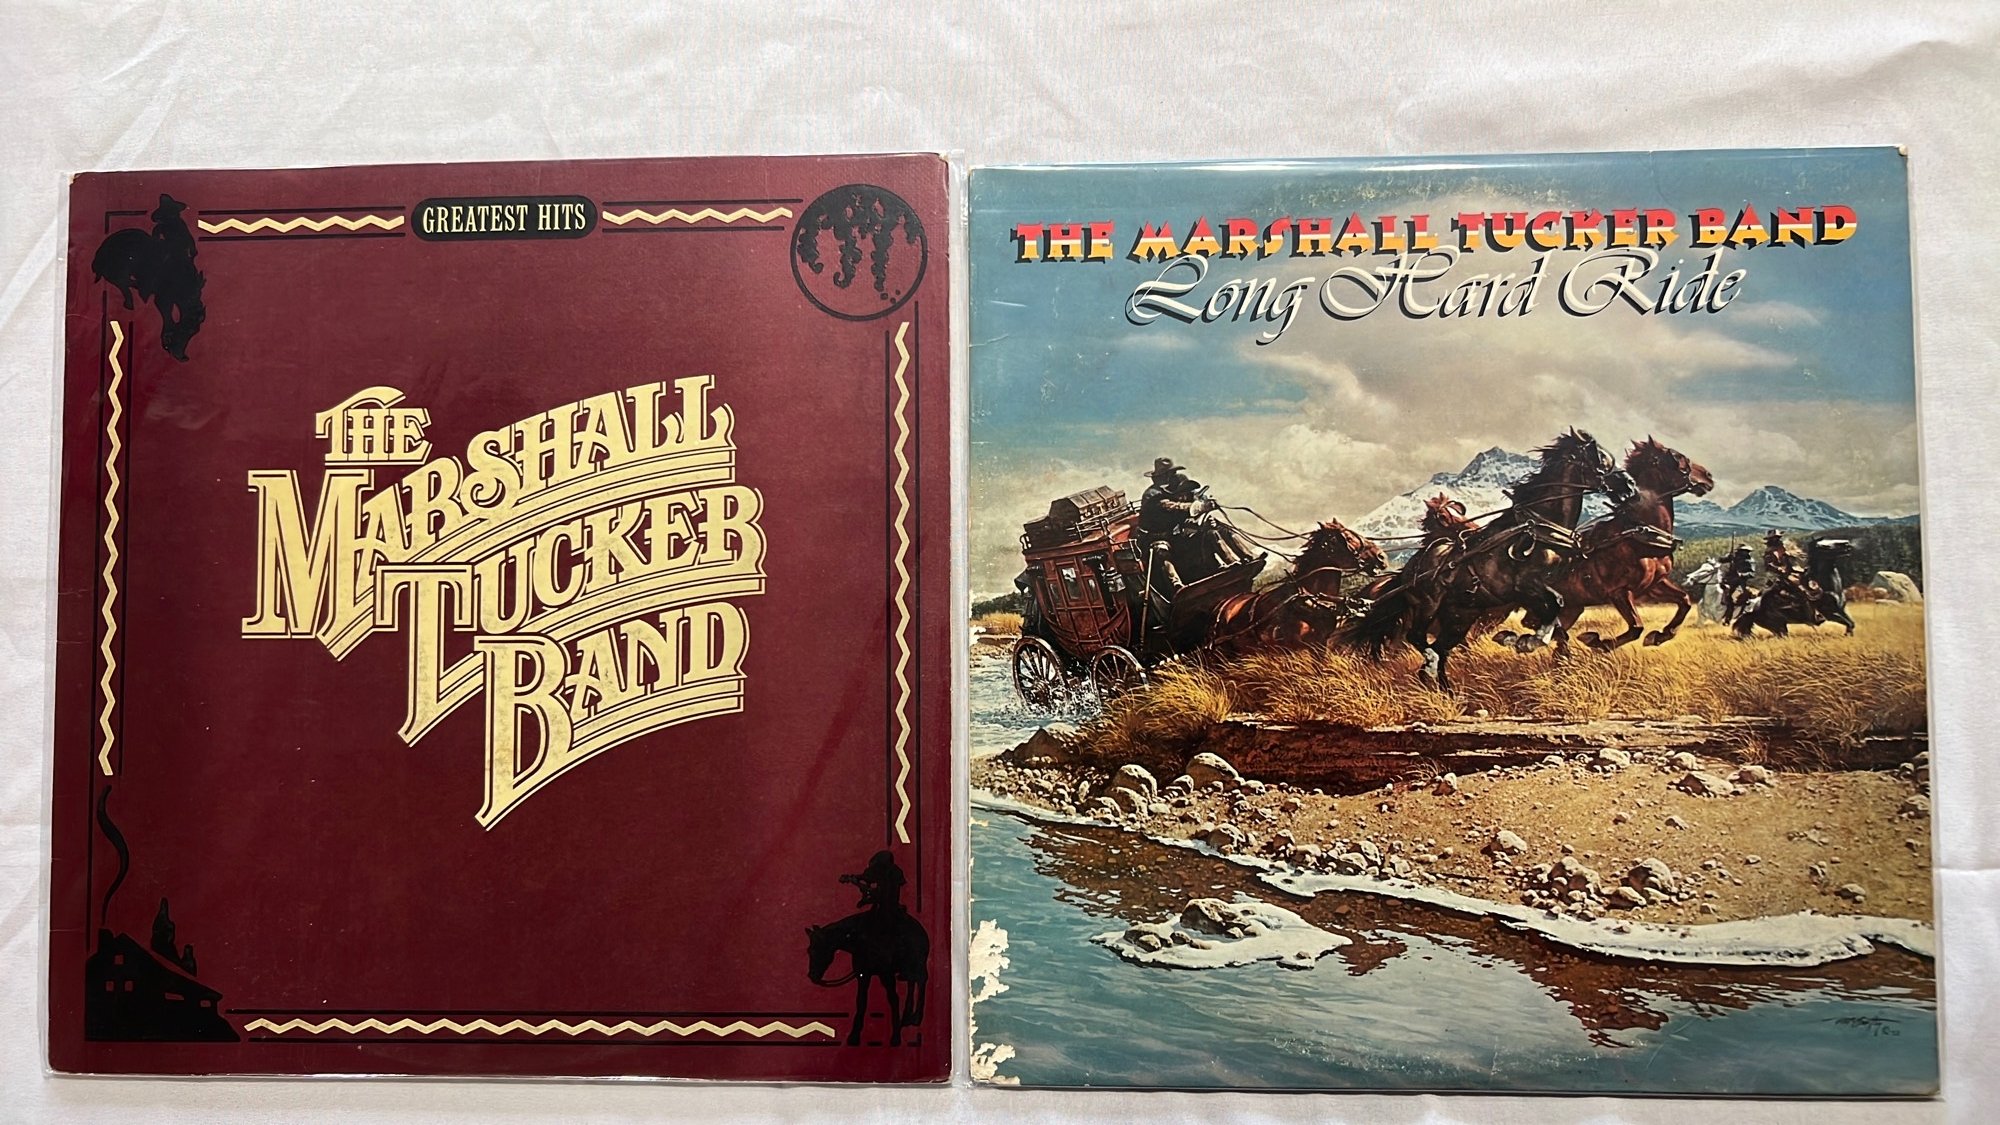 GREATEST HITS
THE
MARSHALL
TUCKER
BAND
THE MARSHALL TUCKER BAND
Long Hard Ride